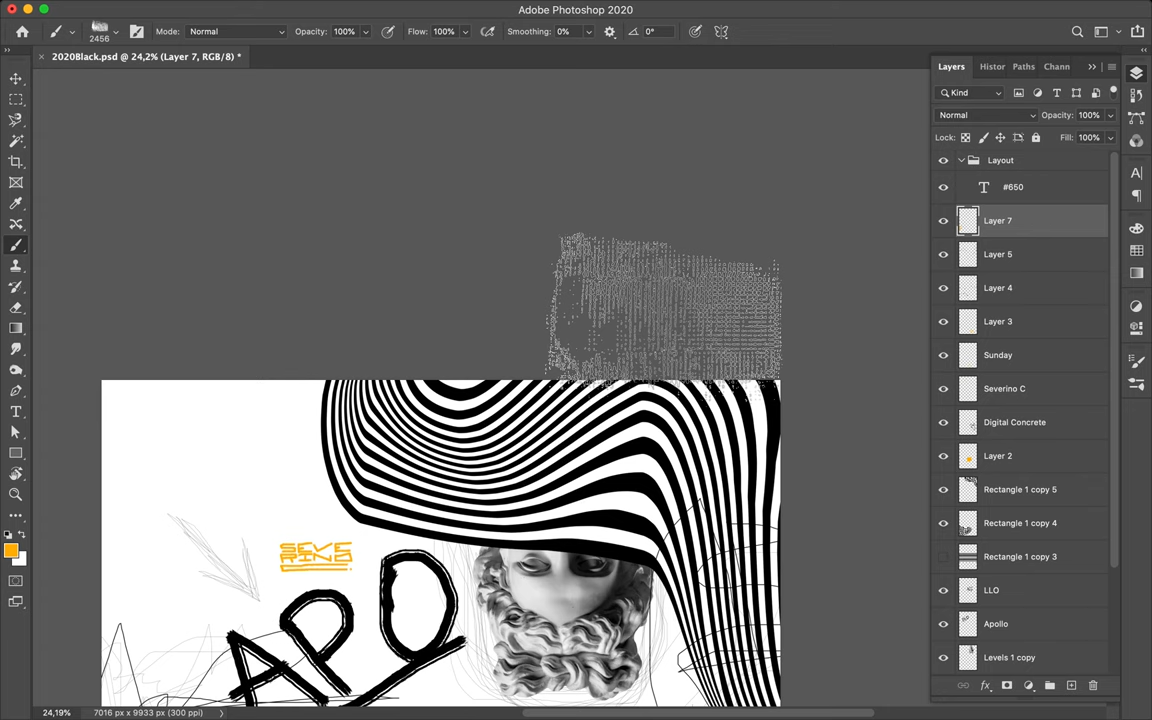 Adobe Photoshop 2020
2456
Mode: Normal Opacity: 100% Flow: 100% Smoothing: 0% 0°
2020Black.psd @ 24,2% (Layer 7, RGB/8) *
Layers Histor Paths Chann
Kind
Normal Opacity: 100%
Lock: Fill: 100%
Layout
#650
Layer 7
Layer 5
Layer 4
Layer 3
Sunday
Severino C
Digital Concrete
Layer 2
Rectangle 1 copy 5
Rectangle 1 copy 4
Rectangle 1 copy 3
LLO
Apollo
Levels 1 copy
SEVE
RINO
APO
24,19% 7016 px x 9933 px (300 ppi)